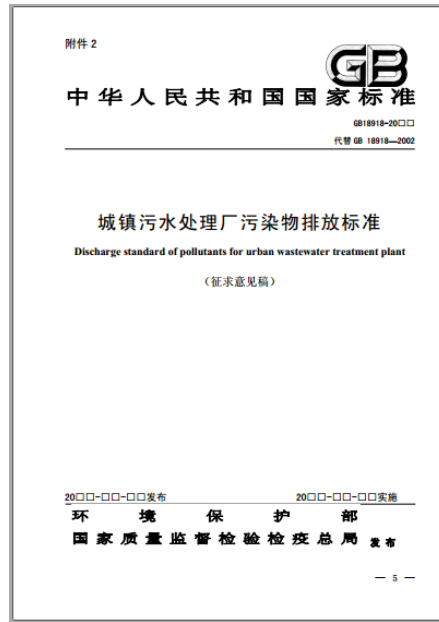 附件 2
GB
中华人民共和国国家标准
GB18918-20□□
代替 GB 18918—2002
城镇污水处理厂污染物排放标准
Discharge standard of pollutants for urban wastewater treatment plant
（征求意见稿）
20□□-□□-□□发布 20□□-□□-□□实施
环境保护部
国家质量监督检验检疫总局 发布
— 5 —